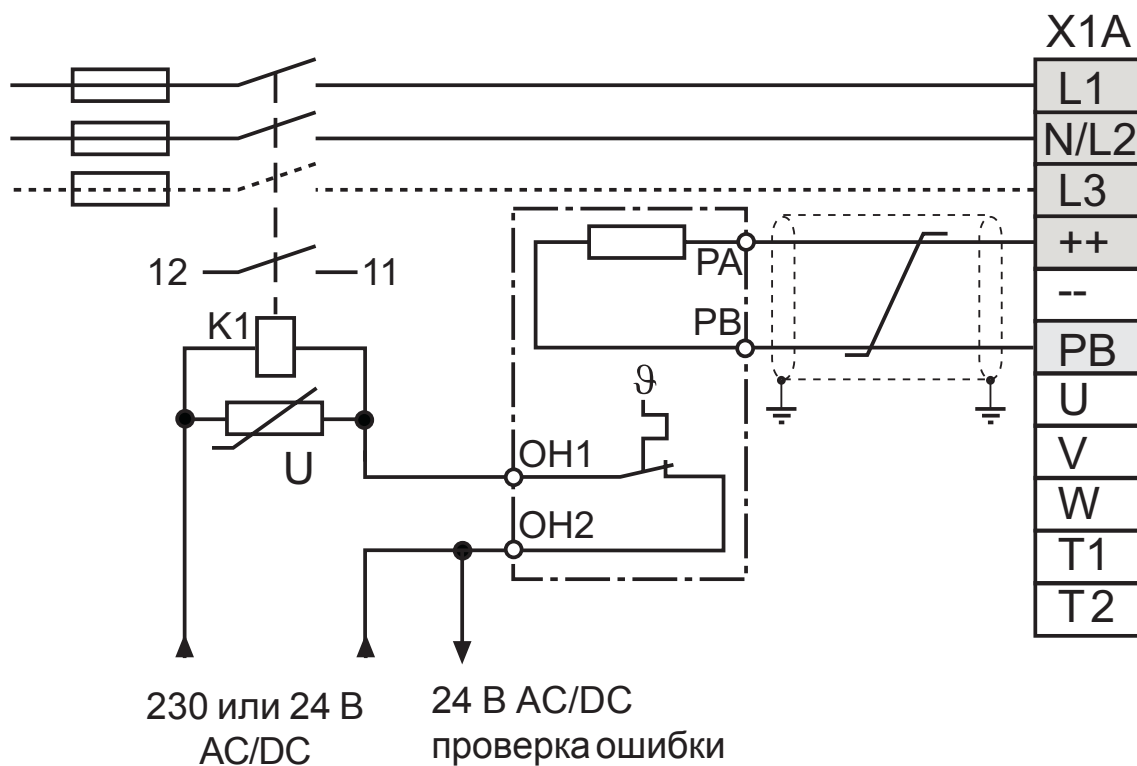 X1A
L1
N/L2
L3
++
--
PB
U
V
W
T1
T2
PA
PB
12
11
K1
U
ϑ
OH1
OH2
230 или 24 В
AC/DC
24 В AC/DC
проверка ошибки